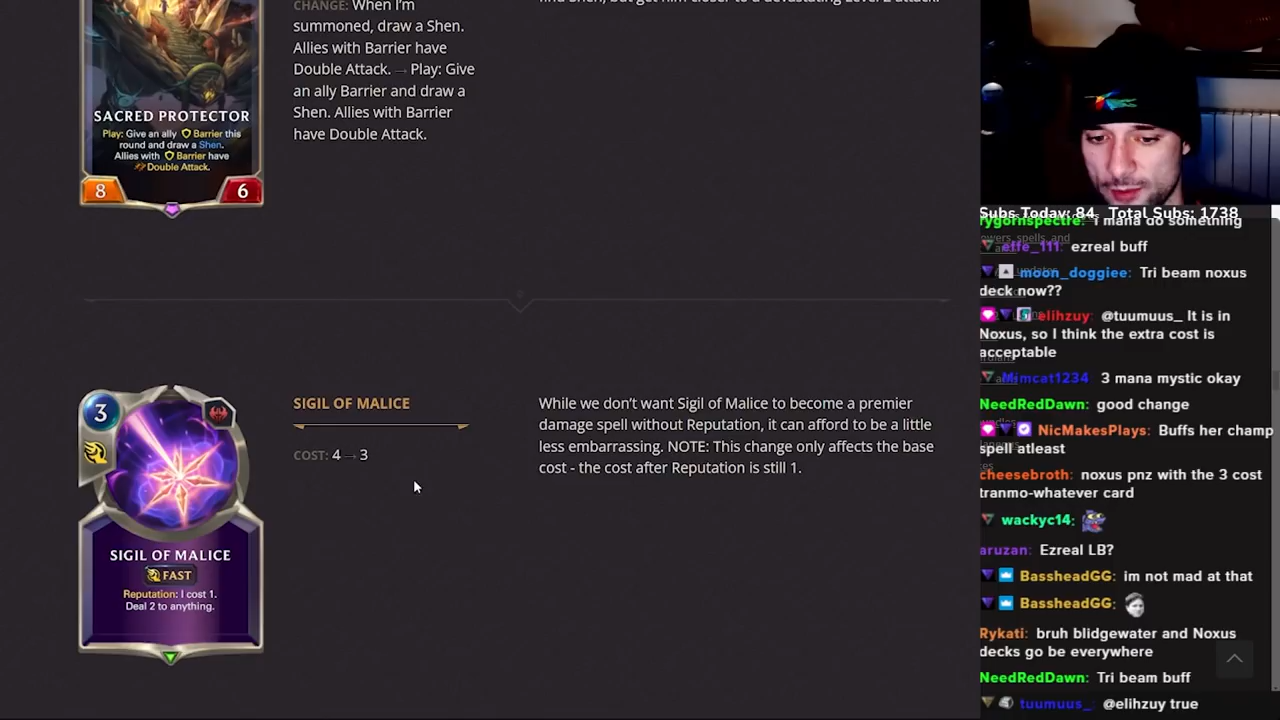 SACRED PROTECTOR
Play: Give an ally Barrier this
round and draw a Shen.
Allies with Barrier have
Double Attack.
8
6
CHANGE: When I'm
summoned, draw a Shen.
Allies with Barrier have
Double Attack. → Play: Give
an ally Barrier and draw a
Shen. Allies with Barrier
have Double Attack.
3
SIGIL OF MALICE
FAST
Reputation: I cost 1.
Deal 2 to anything.
SIGIL OF MALICE
COST: 4 → 3
While we don't want Sigil of Malice to become a premier
damage spell without Reputation, it can afford to be a little
less embarrassing. NOTE: This change only affects the base
cost - the cost after Reputation is still 1.
Subs Today: 84 Total Subs: 1738
rygornspectre: i mana do something
effe_111: ezreal buff
moon_doggiee: Tri beam noxus
deck now??
elihzuy: @tuumuus_ It is in
Noxus, so I think the extra cost is
acceptable
Mimcat1234 3 mana mystic okay
NeedRedDawn: good change
NicMakesPlays: Buffs her champ
spell atleast
cheesebroth: noxus pnz with the 3 cost
tranmo-whatever card
wackyc14:
aruzan: Ezreal LB?
BassheadGG: im not mad at that
BassheadGG:
Rykati: bruh blidgewater and Noxus
decks go be everywhere
NeedRedDawn: Tri beam buff
tuumuus_: @elihzuy true